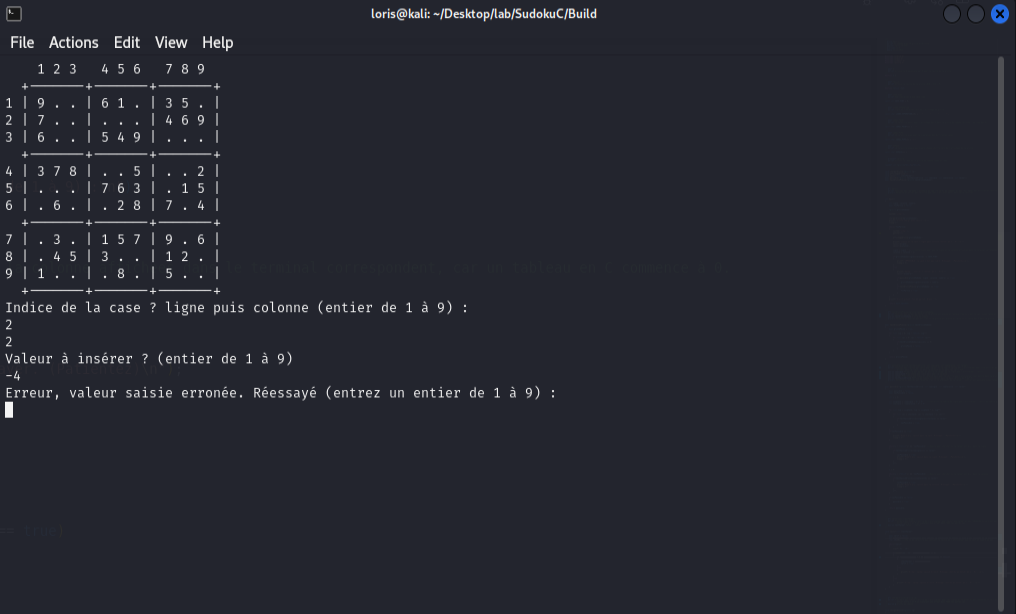 loris@kali: ~/Desktop/lab/SudokuC/Build
File Actions Edit View Help
1 2 3 4 5 6 7 8 9
1 | 9 . . | 6 1 . | 3 5 . |
2 | 7 . . | . . . | 4 6 9 |
3 | 6 . . | 5 4 9 | . . . |
4 | 3 7 8 | . . 5 | . . 2 |
5 | . . . | 7 6 3 | . 1 5 |
6 | . 6 . | . 2 8 | 7 . 4 |
7 | . 3 . | 1 5 7 | 9 . 6 |
8 | . 4 5 | 3 . . | 1 2 . |
9 | 1 . . | . 8 . | 5 . . |
Indice de la case ? ligne puis colonne (entier de 1 à 9) :
2
2
Valeur à insérer ? (entier de 1 à 9)
-4
Erreur, valeur saisie erronée. Réessayé (entrez un entier de 1 à 9) :